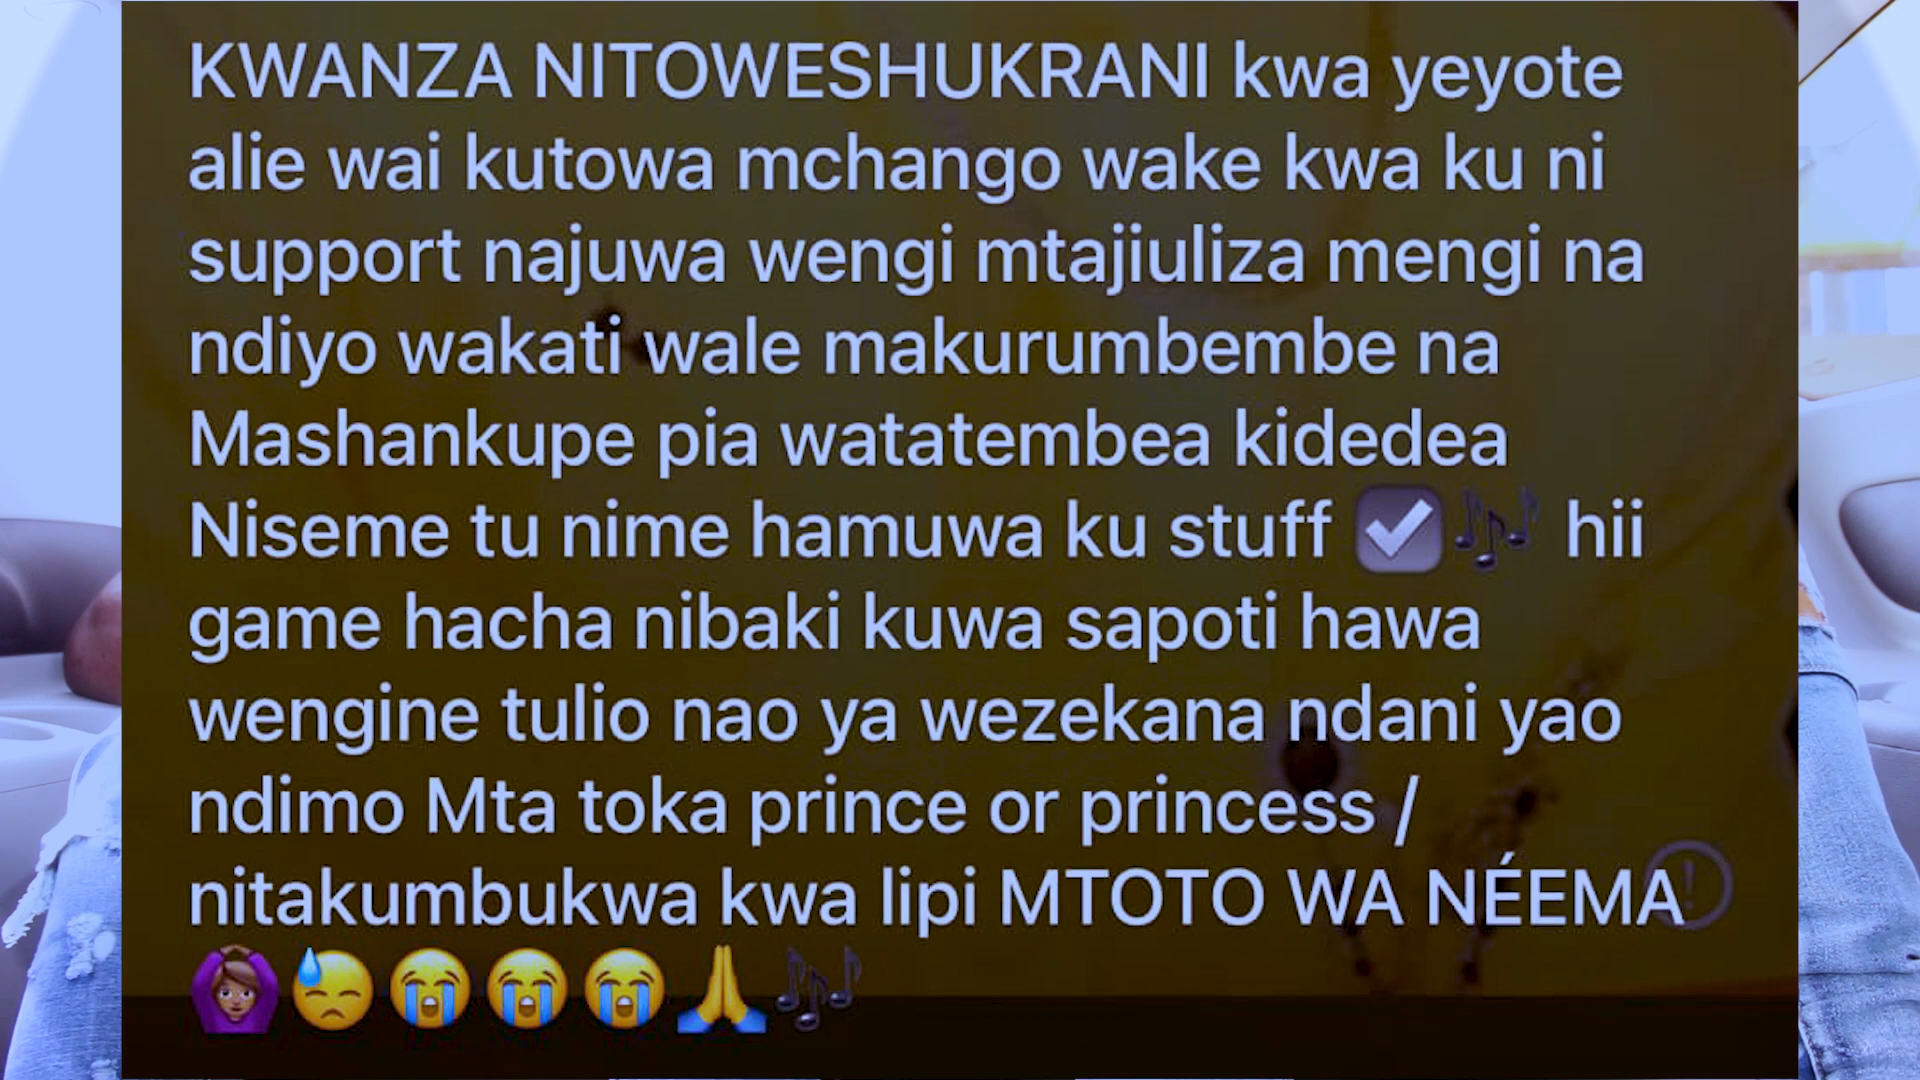 KWANZA NITOWESHUKRANI kwa yeyote
alie wai kutowa mchango wake kwa ku ni
support najuwa wengi mtajiuliza mengi na
ndiyo wakati wale makurumbembe na
Mashankupe pia watatembea kidedea
Niseme tu nime hamuwa ku stuff ☑️🎶 hii
game hacha nibaki kuwa sapoti hawa
wengine tulio nao ya wezekana ndani yao
ndimo Mta toka prince or princess /
nitakumbukwa kwa lipi MTOTO WA NÉEMA
🙆🏽‍♀️😓😭😭😭🙏🎶